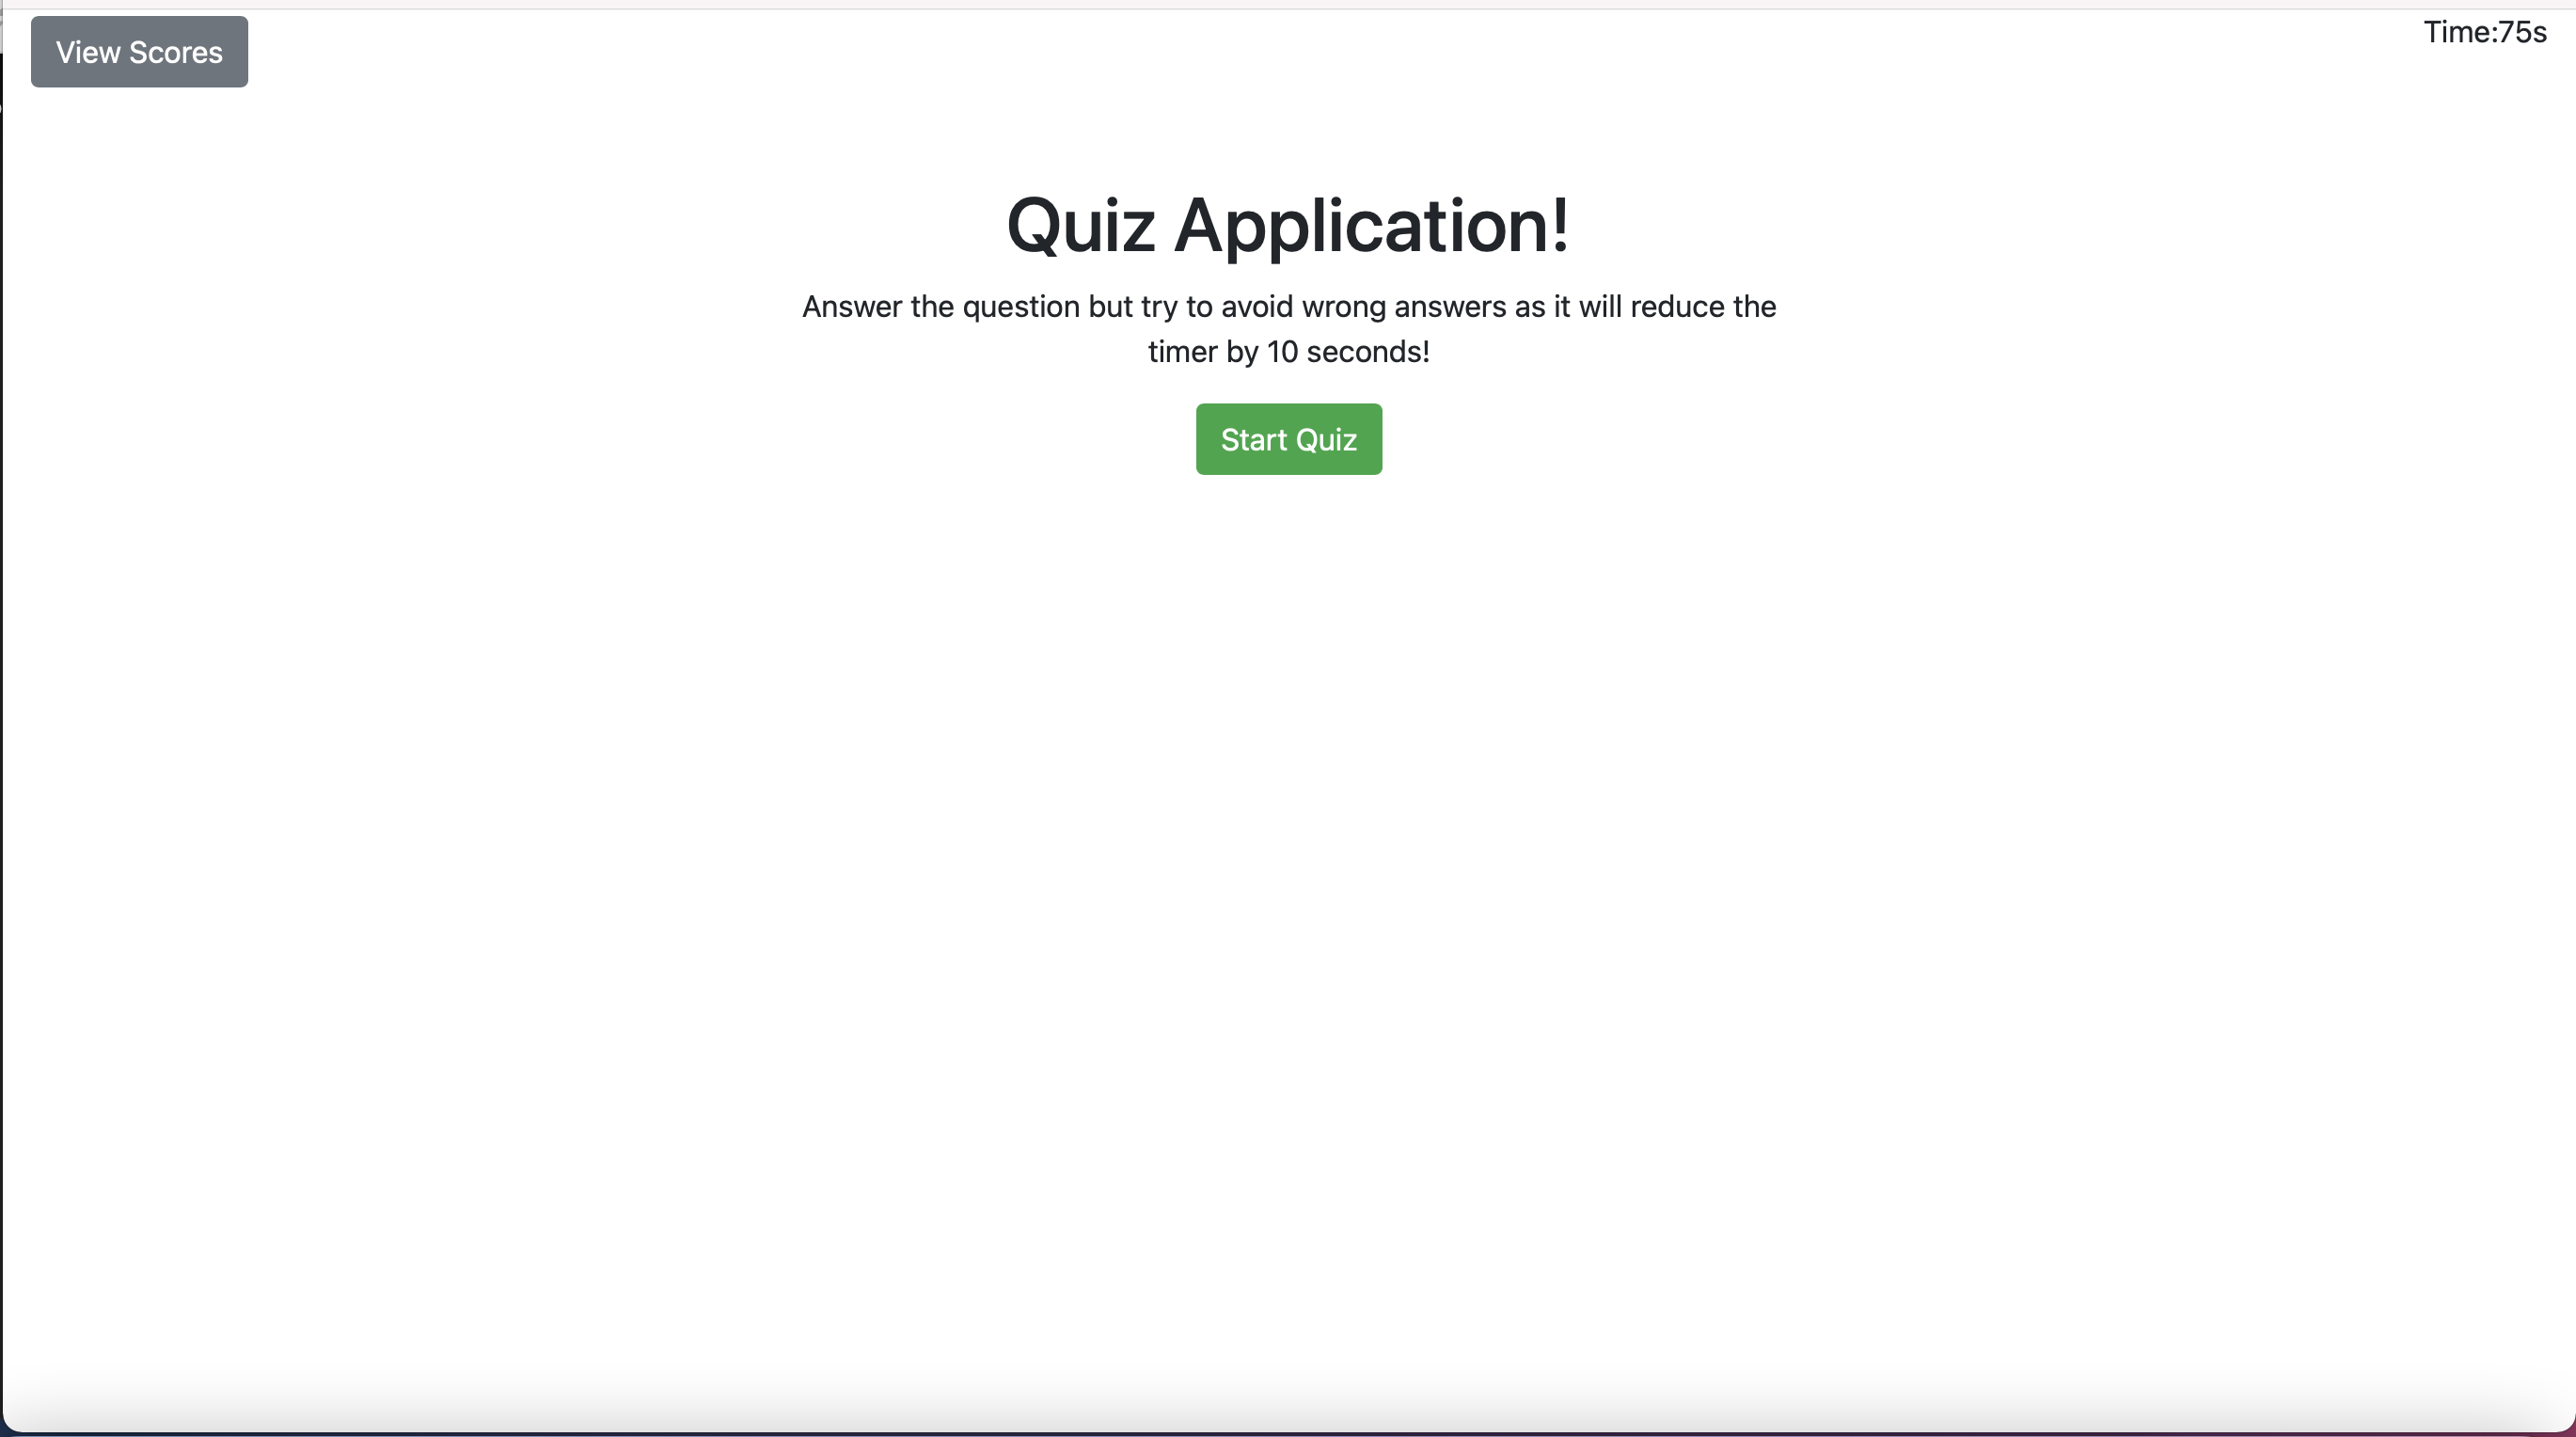 View Scores
Time:75s
Quiz Application!
Answer the question but try to avoid wrong answers as it will reduce the
timer by 10 seconds!
Start Quiz